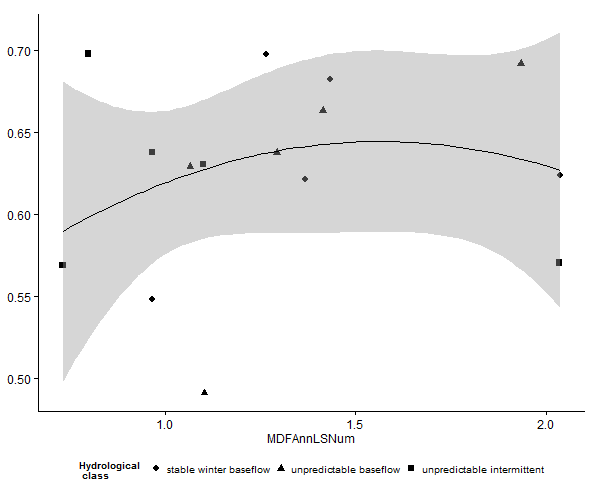 0.70
0.65
0.60
0.55
0.50
1.0 1.5 2.0
MDFAnnLSNum
Hydrological
class
stable winter baseflow unpredictable baseflow unpredictable intermittent